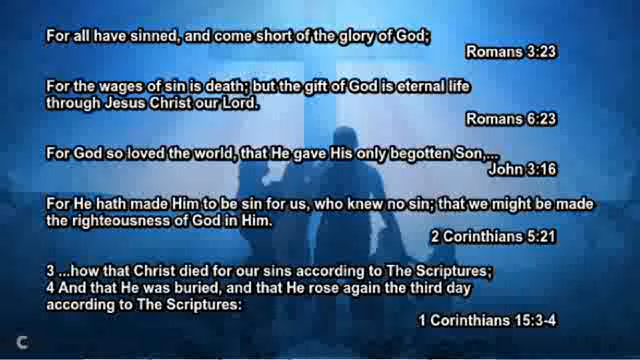 For all have sinned, and come short of the glory of God;
Romans 3:23
For the wages of sin is death; but the gift of God is eternal life
through Jesus Christ our Lord.
Romans 6:23
For God so loved the world, that He gave His only begotten Son,...
John 3:16
For He hath made Him to be sin for us, who knew no sin; that we might be made
the righteousness of God in Him.
2 Corinthians 5:21
3 ...how that Christ died for our sins according to The Scriptures;
4 And that He was buried, and that He rose again the third day
according to The Scriptures:
1 Corinthians 15:3-4
C